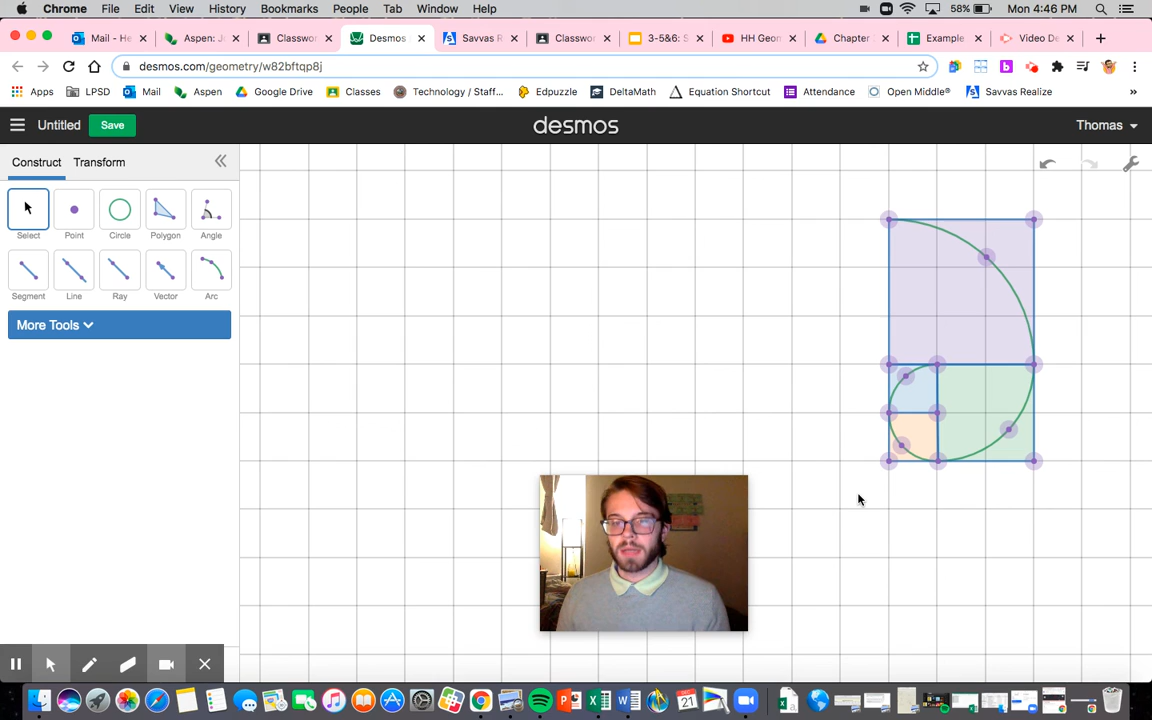 Chrome File Edit View History Bookmarks People Tab Window Help 58% Mon 4:46 PM
Mail - He Aspen: J Classwor Desmos Savvas R Classwor 3-5&6: S HH Geon Chapter Example Video De
desmos.com/geometry/w82bftqp8j
Apps LPSD Mail Aspen Google Drive Classes Technology / Staff... Edpuzzle DeltaMath Equation Shortcut Attendance Open Middle® Savvas Realize »
Untitled Save desmos Thomas
Construct Transform
Select Point Circle Polygon Angle
Segment Line Ray Vector Arc
More Tools